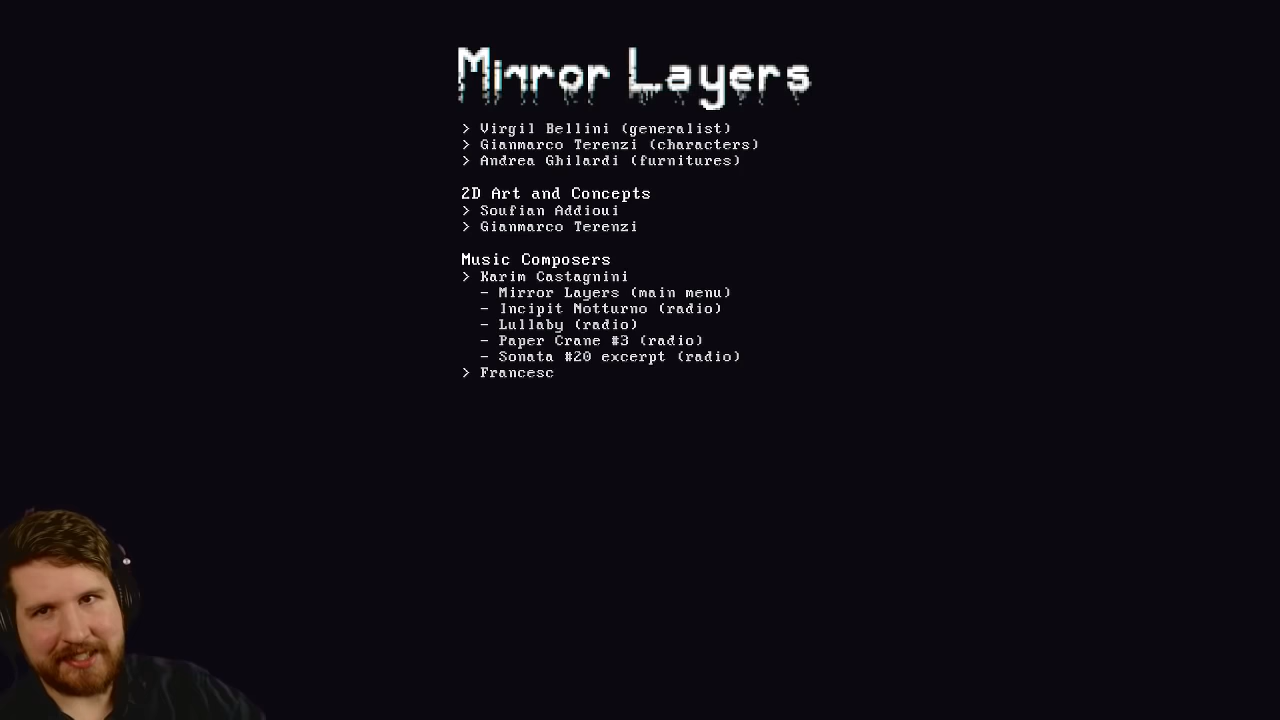 Mirror Layers
> Virgil Bellini (generalist)
> Gianmarco Terenzi (characters)
> Andrea Ghilardi (furnitures)
2D Art and Concepts
> Soufian Addioui
> Gianmarco Terenzi
Music Composers
> Karim Castagnini
- Mirror Layers (main menu)
- Incipit Notturno (radio)
- Lullaby (radio)
- Paper Crane #3 (radio)
- Sonata #20 excerpt (radio)
> Francesc